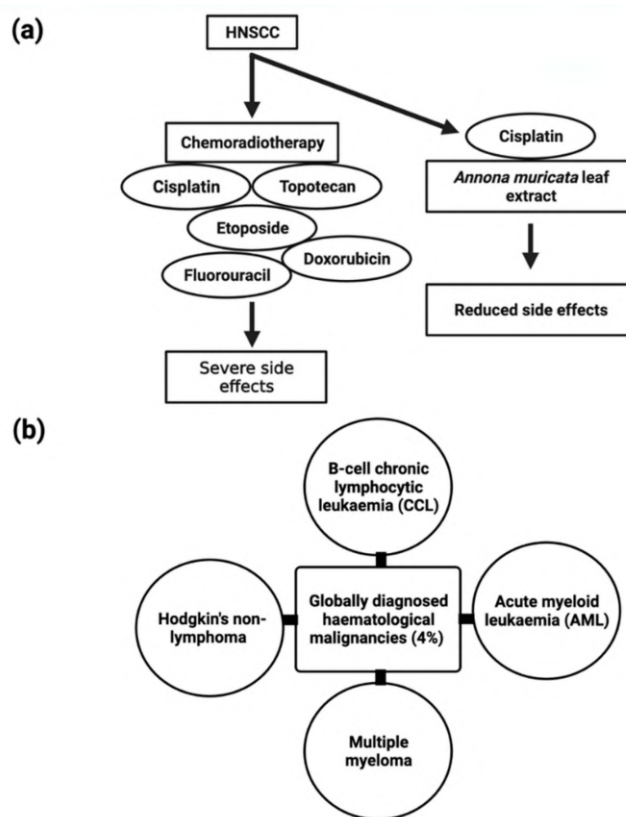 (a)
HNSCC
Chemoradiotherapy
Cisplatin
Topotecan
Etoposide
Doxorubicin
Fluorouracil
Severe side
effects
Cisplatin
Annona muricata leaf
extract
Reduced side effects
(b)
B-cell chronic
lymphocytic
leukaemia (CCL)
Hodgkin's non-
lymphoma
Globally diagnosed
haematological
malignancies (4%)
Acute myeloid
leukaemia (AML)
Multiple
myeloma